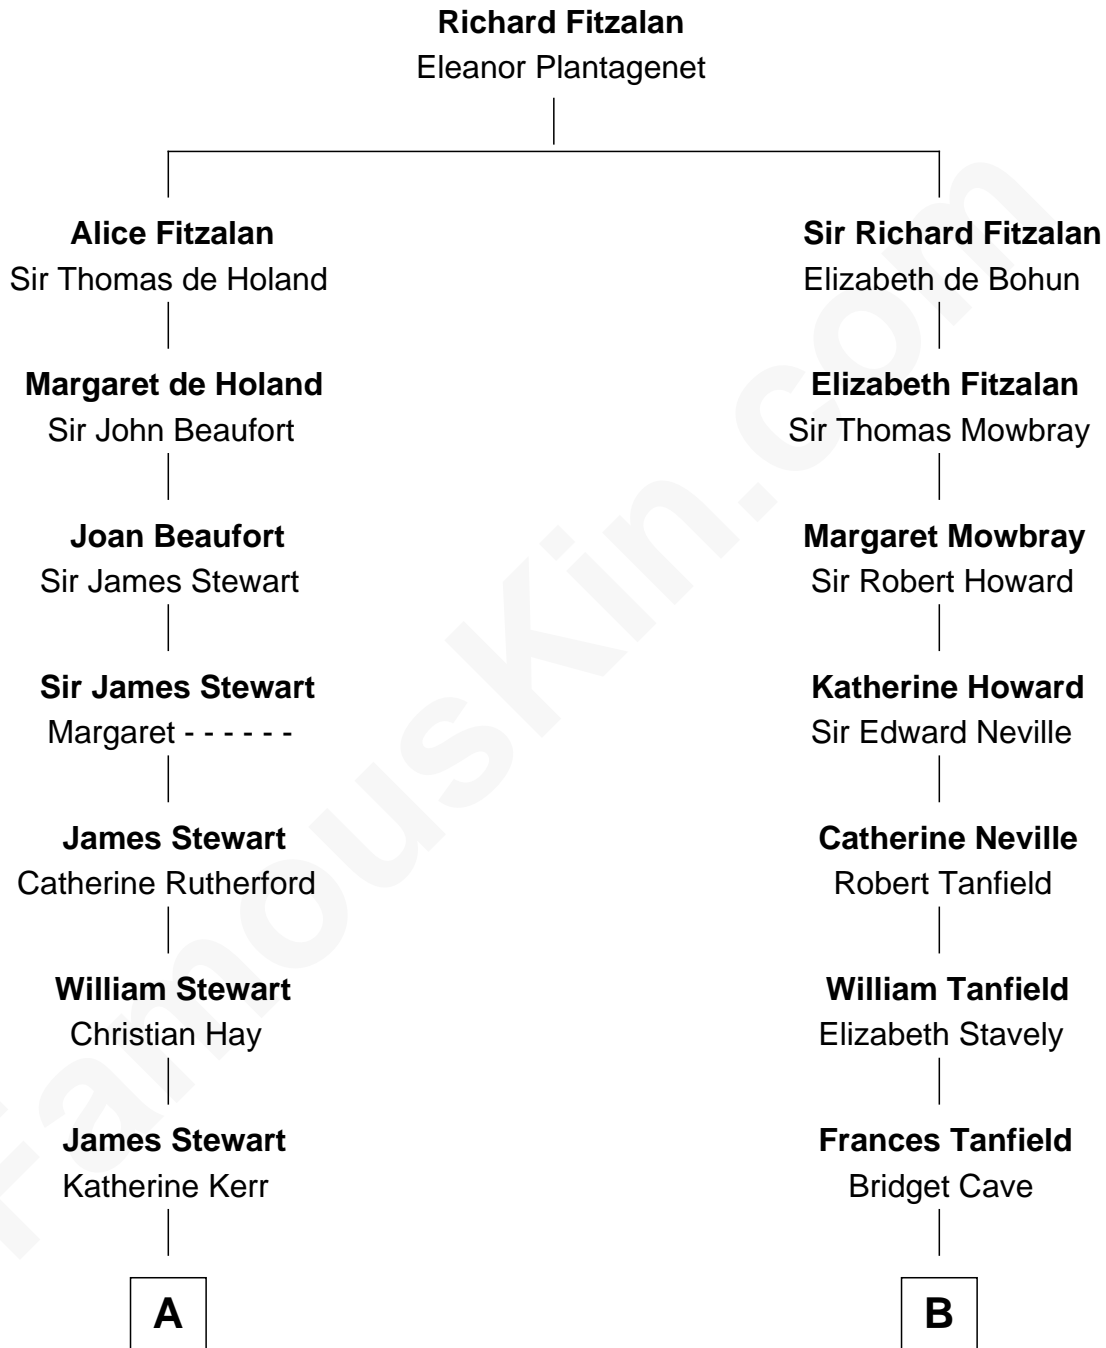 Richard Fitzalan
Eleanor Plantagenet
Alice Fitzalan
Sir Thomas de Holand
Margaret de Holand
Sir John Beaufort
Joan Beaufort
Sir James Stewart
Sir James Stewart
Margaret - - - - - -
James Stewart
Catherine Rutherford
William Stewart
Christian Hay
James Stewart
Katherine Kerr
A
Sir Richard Fitzalan
Elizabeth de Bohun
Elizabeth Fitzalan
Sir Thomas Mowbray
Margaret Mowbray
Sir Robert Howard
Katherine Howard
Sir Edward Neville
Catherine Neville
Robert Tanfield
William Tanfield
Elizabeth Stavely
Frances Tanfield
Bridget Cave
B
FamousKin.com